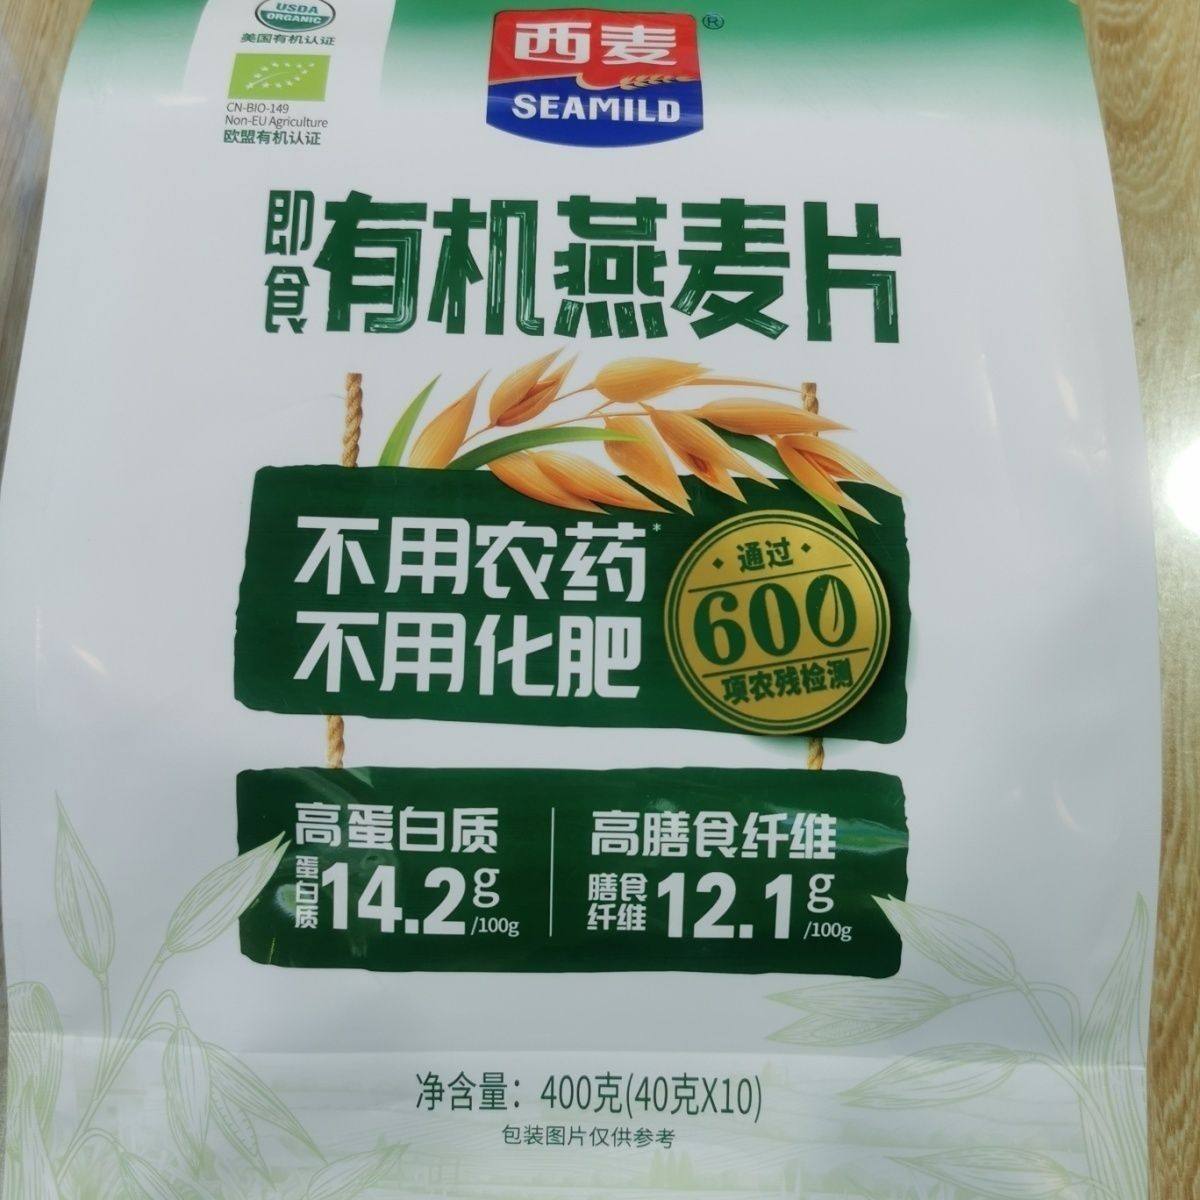 USDA
ORGANIC
美国有机认证
CN-BIO-149
Non-EU Agriculture
欧盟有机认证
西麦®
SEAMILD
即食
有机燕麦片
不用农药*
不用化肥
通过
600
项农残检测
高蛋白质
蛋白质14.2g/100g
高膳食纤维
膳食纤维12.1g/100g
净含量：400克(40克X10)
包装图片仅供参考